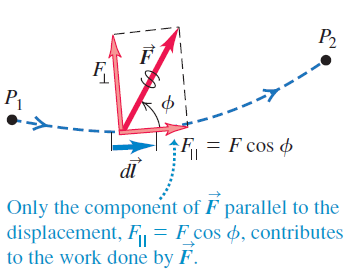 P₂
F⃗
F⊥
ϕ
P₁
F∥ = F cos ϕ
dl⃗
Only the component of F⃗ parallel to the
displacement, F∥ = F cos ϕ, contributes
to the work done by F⃗.